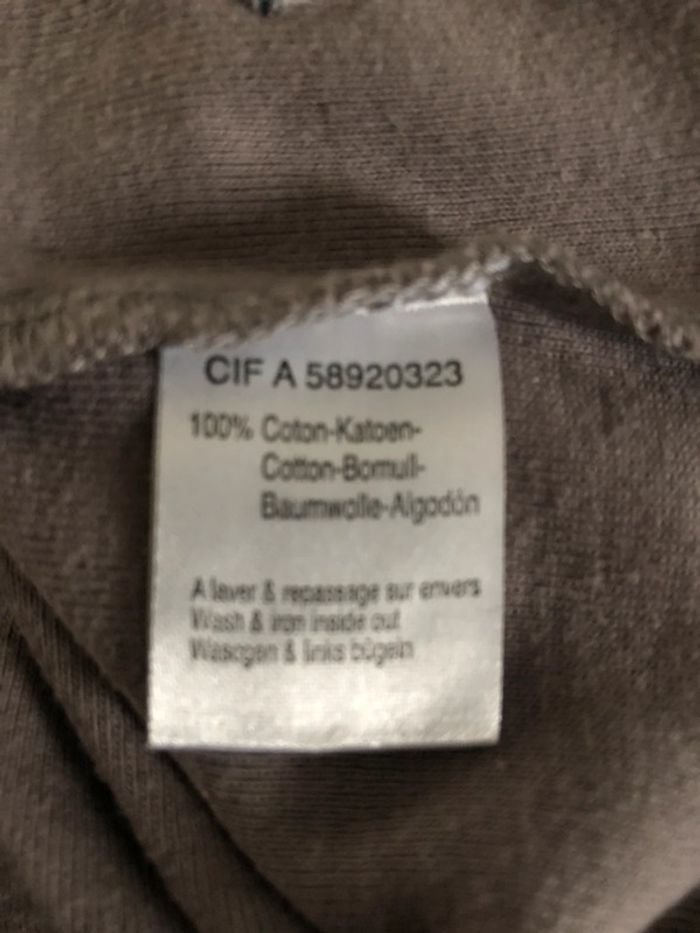 CIF A 58920323
100% Coton-Katoen-
Cotton-Bomull-
Baumwolle-Algodón
A laver & repassage sur envers
Wash & iron inside out
& links bügeln